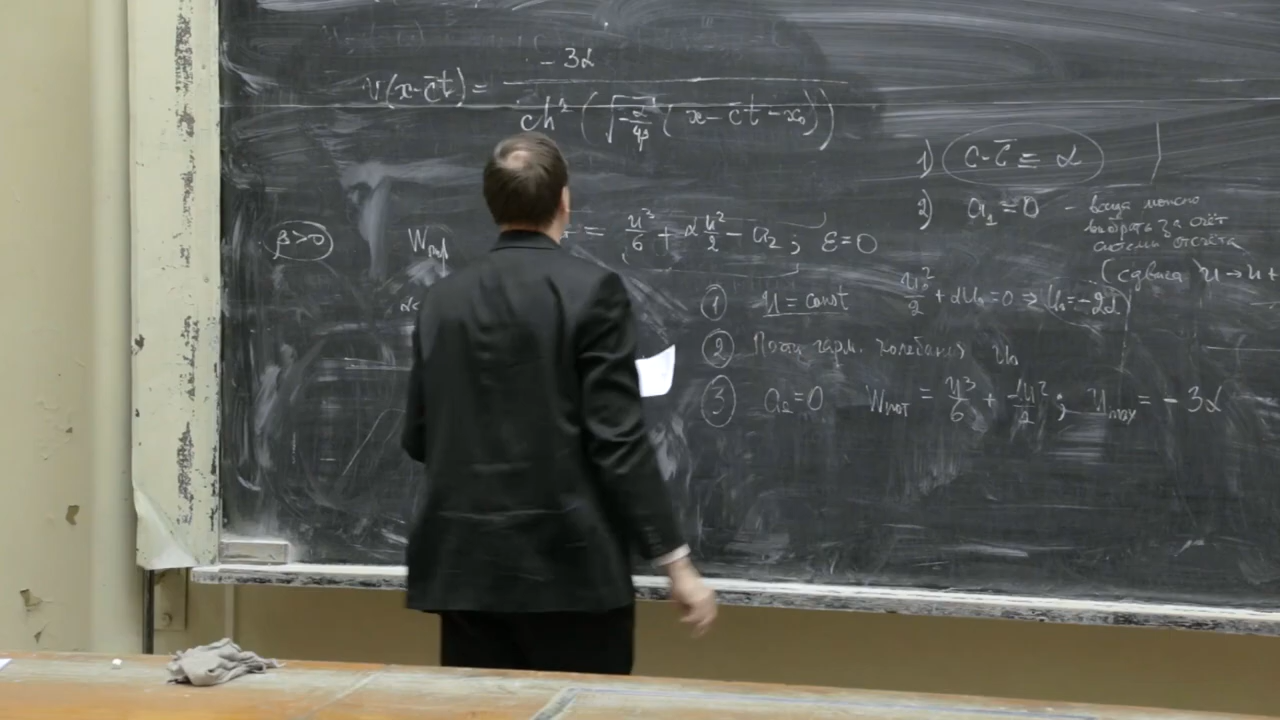 v(x-c̄t) = -3α / ch² (√(-α/4β) (x - c̄t - x₀))
1) c-c̄ = α
2) a₁ = 0 - всегда можно
выбрать за счёт
системы отсчёта
(сдвига u → u +
β>0
W = u³/6 + α u²/2 - a₂ ; ε=0
① u = const u₀²/2 + αu₀ = 0 ⇒ u₀ = -2α
② Почти гарм. колебания u₀
③ a₂=0 Wпот = u³/6 + αu²/2 ; u max = -3α